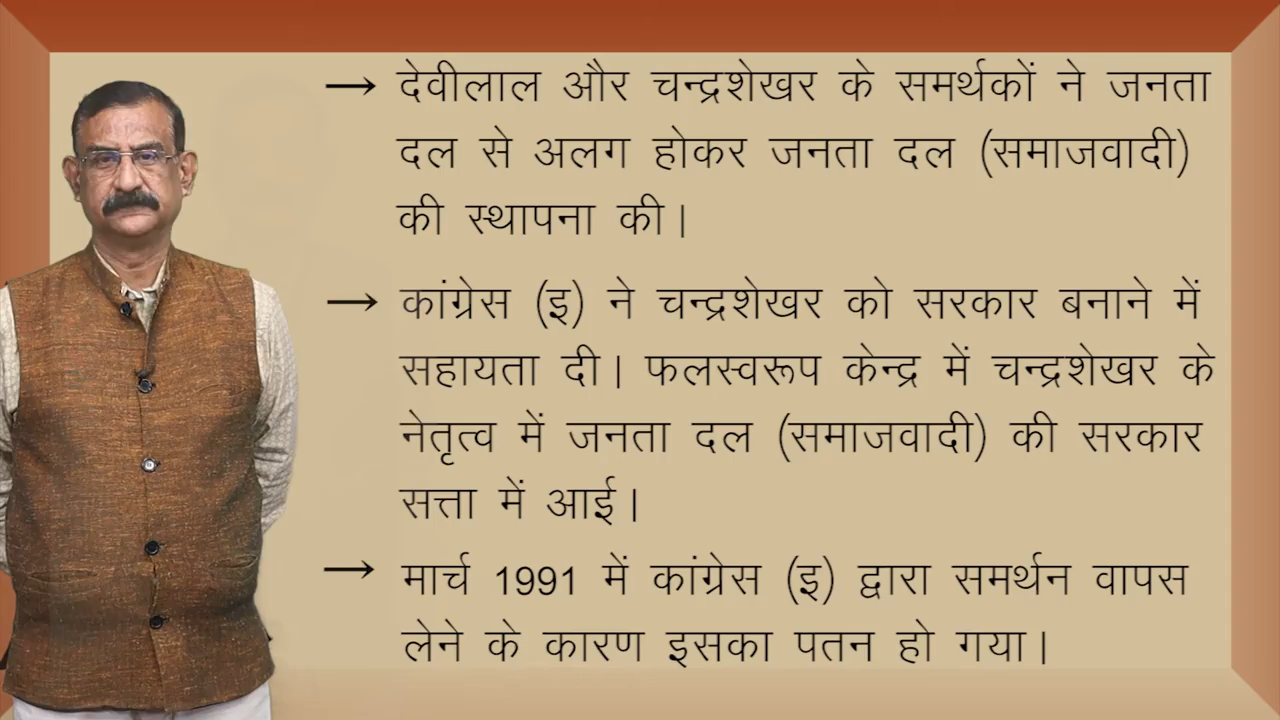 → देवीलाल और चन्द्रशेखर के समर्थकों ने जनता
दल से अलग होकर जनता दल (समाजवादी)
की स्थापना की।
→ कांग्रेस (इ) ने चन्द्रशेखर को सरकार बनाने में
सहायता दी। फलस्वरूप केन्द्र में चन्द्रशेखर के
नेतृत्व में जनता दल (समाजवादी) की सरकार
सत्ता में आई।
→ मार्च 1991 में कांग्रेस (इ) द्वारा समर्थन वापस
लेने के कारण इसका पतन हो गया।